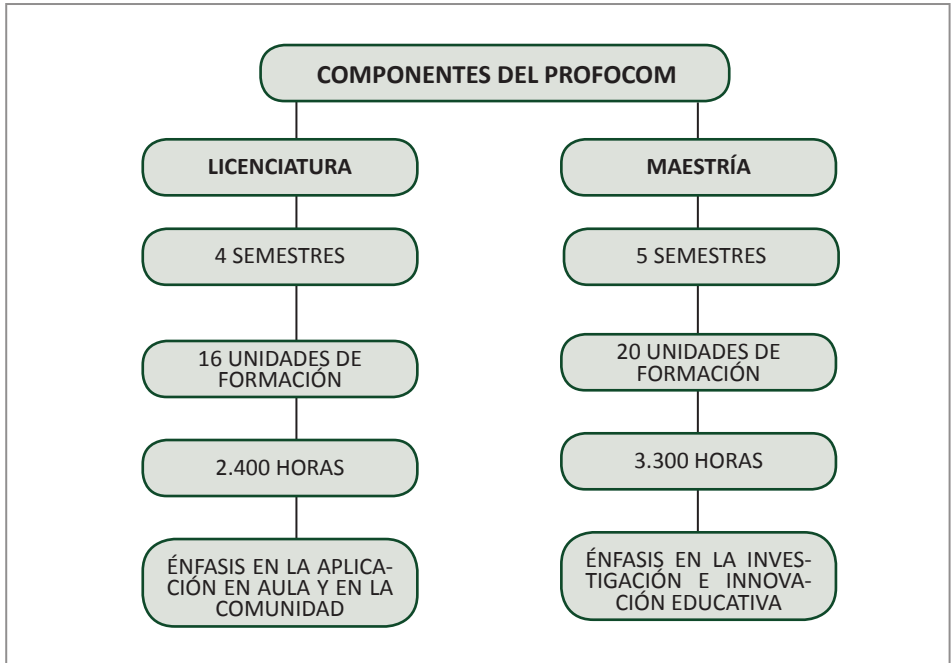 COMPONENTES DEL PROFOCOM
LICENCIATURA
4 SEMESTRES
16 UNIDADES DE
FORMACIÓN
2.400 HORAS
ÉNFASIS EN LA APLICA-
CIÓN EN AULA Y EN LA
COMUNIDAD
MAESTRÍA
5 SEMESTRES
20 UNIDADES DE
FORMACIÓN
3.300 HORAS
ÉNFASIS EN LA INVES-
TIGACIÓN E INNOVA-
CIÓN EDUCATIVA